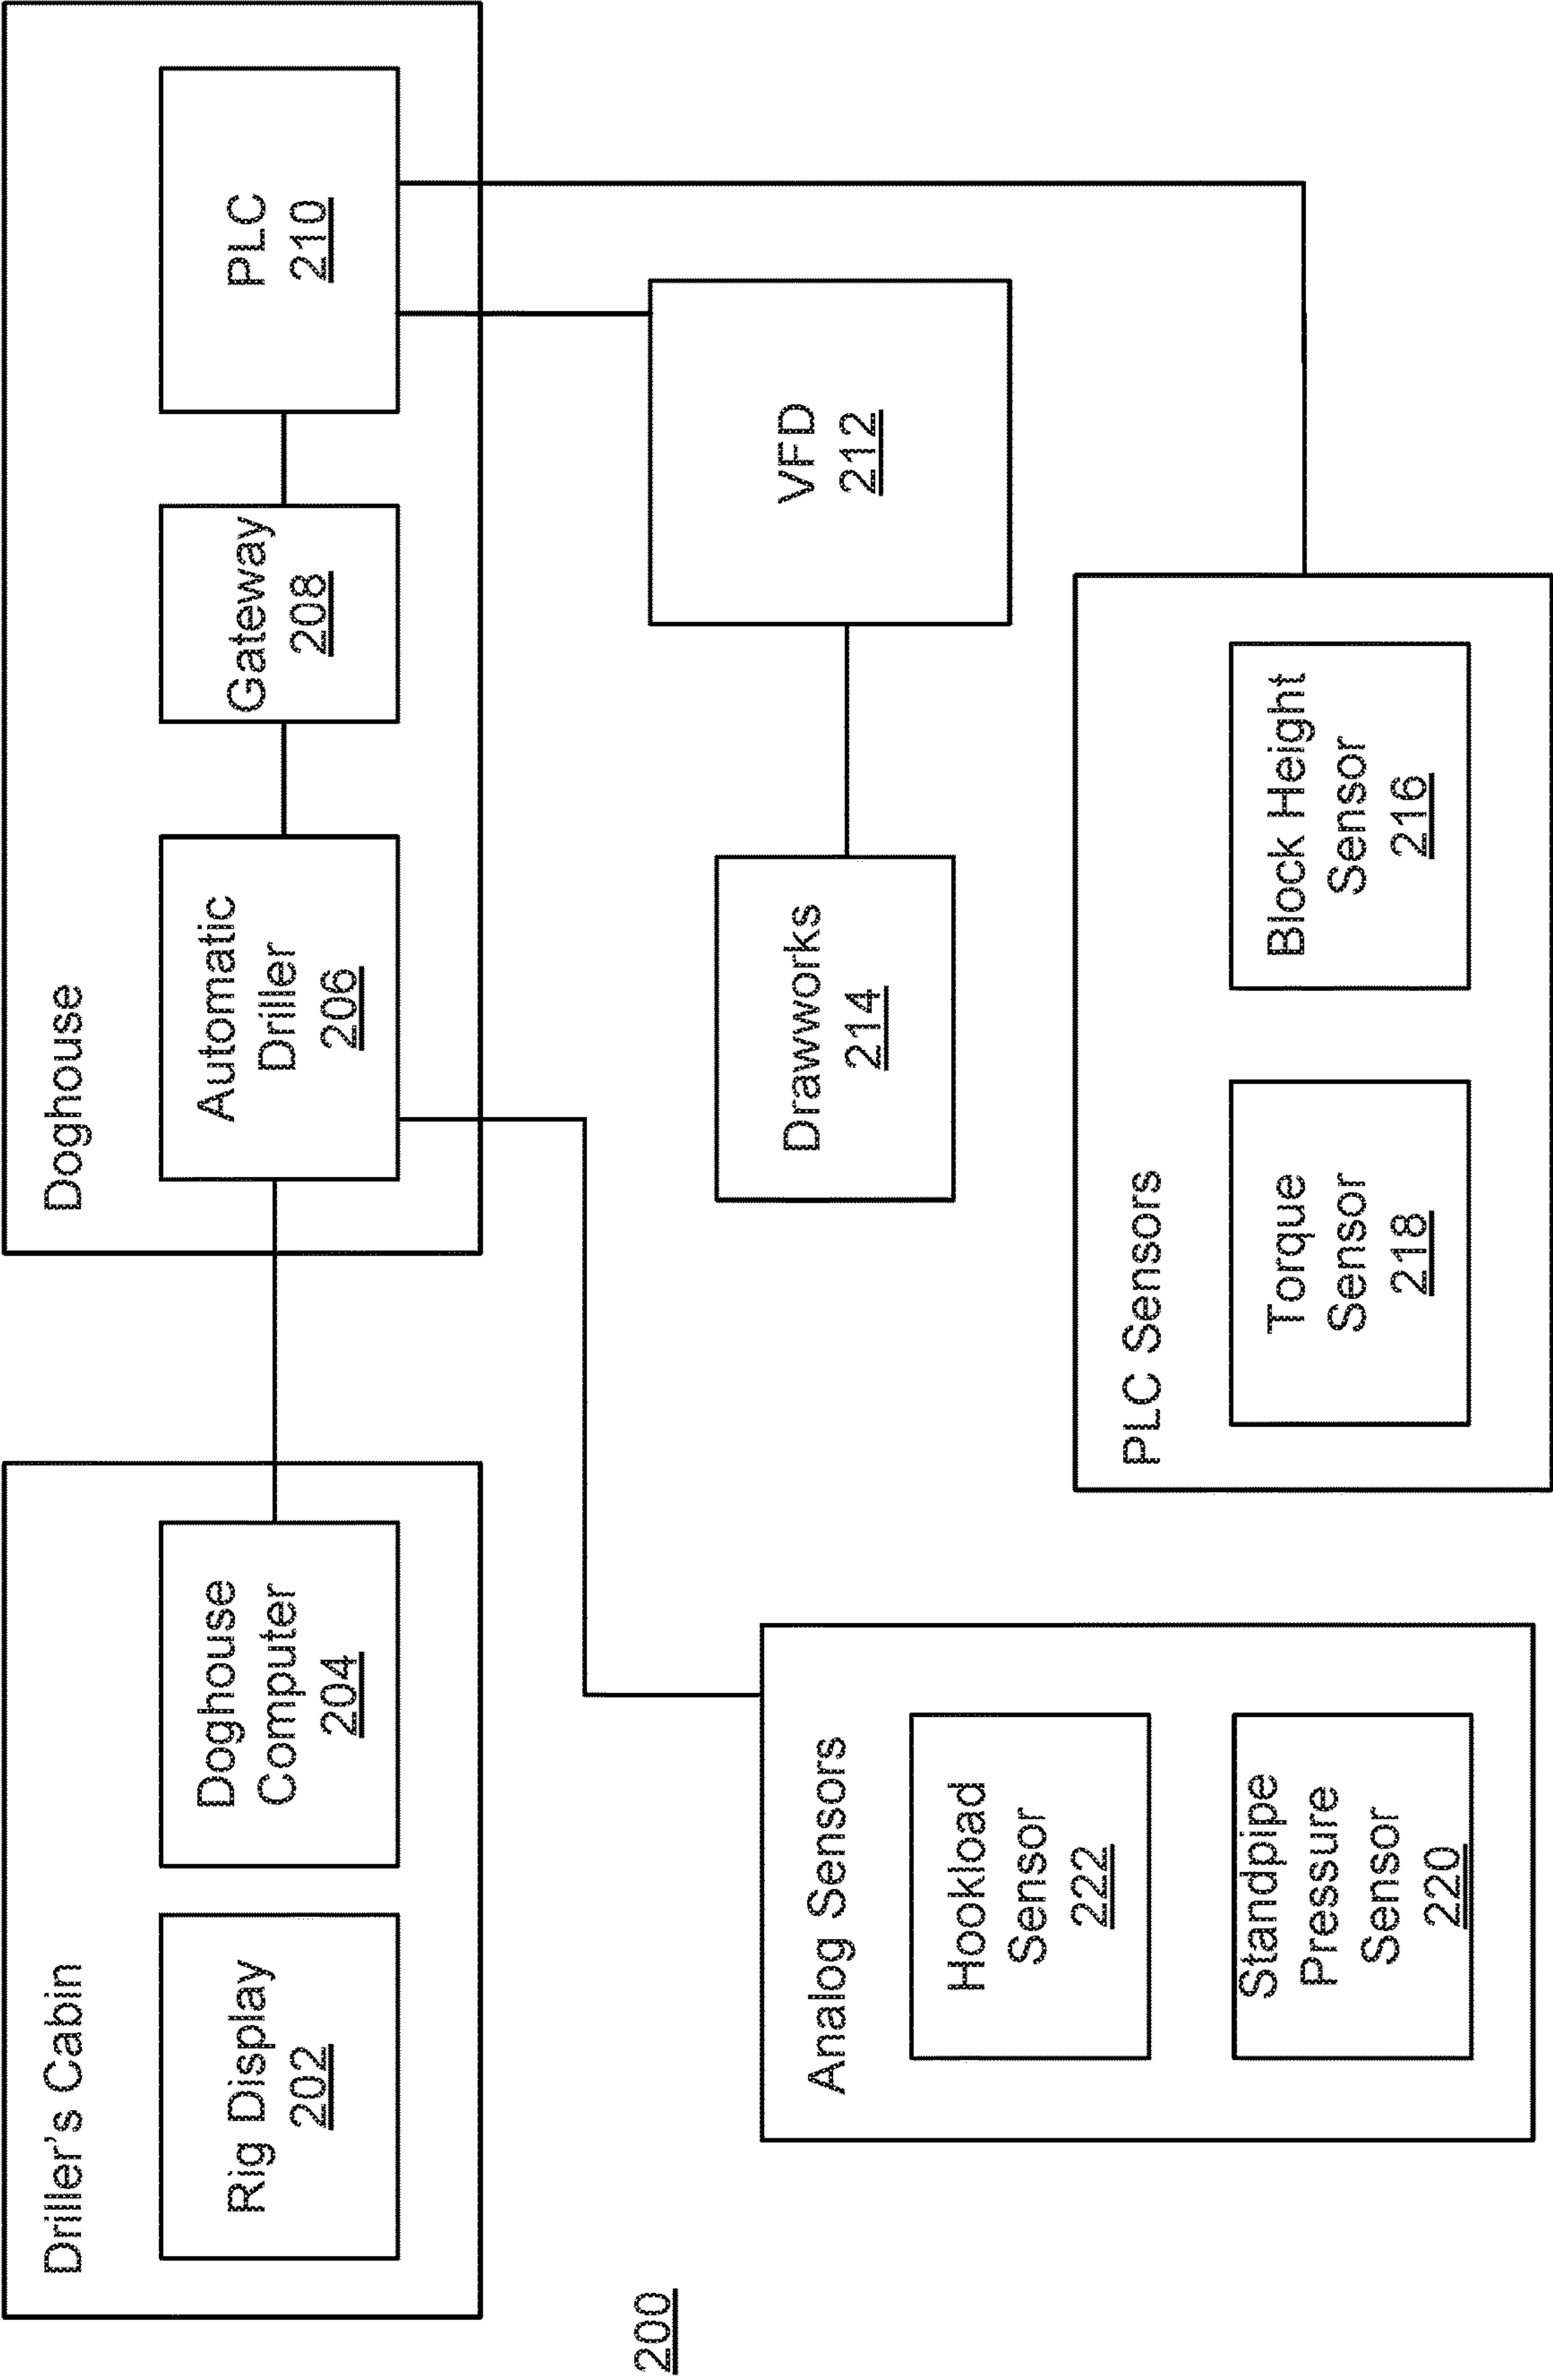 Driller's Cabin
Rig Display
202
Doghouse
Computer
204
Doghouse
Automatic
Driller
206
Gateway
208
PLC
210
200
VFD
212
Drawworks
214
Analog Sensors
Hookload
Sensor
222
Standpipe
Pressure
Sensor
220
PLC Sensors
Torque
Sensor
218
Block Height
Sensor
216